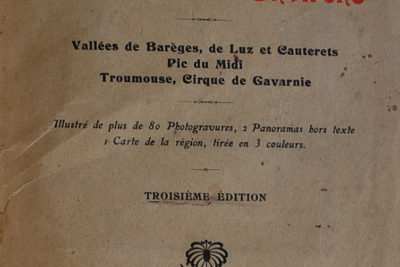 Vallées de Barèges, de Luz et Cauterets
Pic du Midi
Troumouse, Cirque de Gavarnie
Illustré de plus de 80 Photogravures, 2 Panoramas hors texte
1 Carte de la région, tirée en 3 couleurs.
TROISIÈME ÉDITION